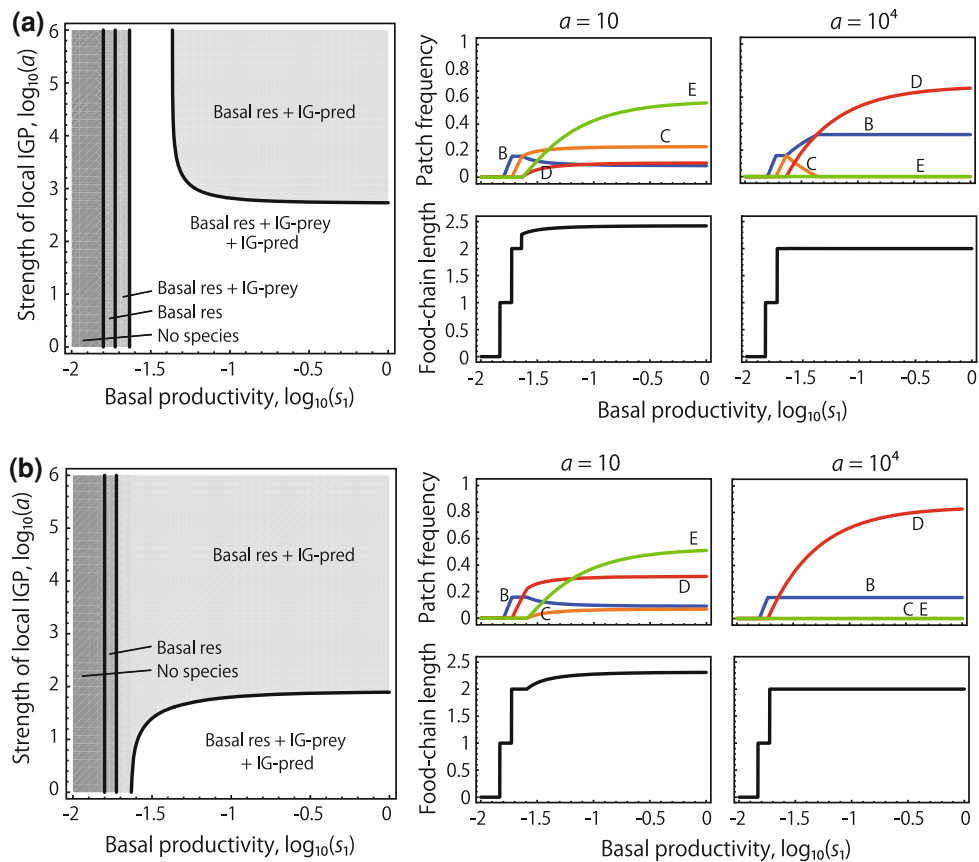 (a)
Strength of local IGP, log10(a)
6
5
4
3
2
1
0
Basal res + IG-pred
Basal res + IG-prey
+ IG-pred
Basal res + IG-prey
Basal res
No species
-2
-1.5
-1
-0.5
0
Basal productivity, log10(s1)
a = 10
Patch frequency
1
0.8
0.6
0.4
0.2
0
E
C
B
D
a = 10^4
D
B
C
E
Food-chain length
2.5
2
1.5
1
0.5
0
-2
-1.5
-1
-0.5
0
-2
-1.5
-1
-0.5
0
Basal productivity, log10(s1)
(b)
Strength of local IGP, log10(a)
6
5
4
3
2
1
0
Basal res + IG-pred
Basal res
No species
Basal res + IG-prey
+ IG-pred
-2
-1.5
-1
-0.5
0
Basal productivity, log10(s1)
a = 10
Patch frequency
1
0.8
0.6
0.4
0.2
0
E
D
B
C
a = 10^4
D
B
C E
Food-chain length
2.5
2
1.5
1
0.5
0
-2
-1.5
-1
-0.5
0
-2
-1.5
-1
-0.5
0
Basal productivity, log10(s1)